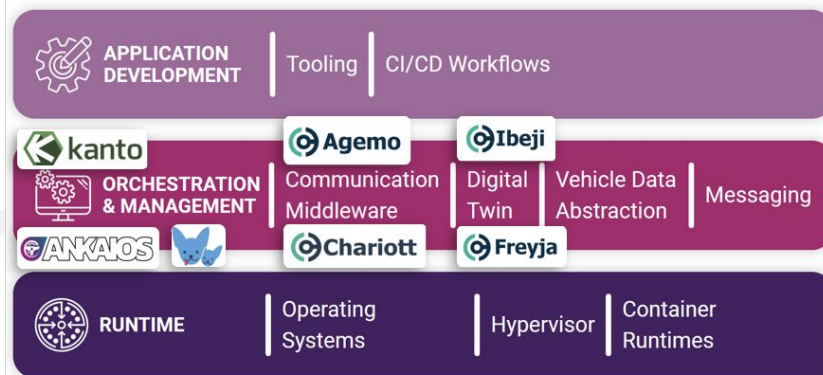 APPLICATION
DEVELOPMENT
Tooling
CI/CD Workflows
kanto
Agemo
Ibeji
ORCHESTRATION
& MANAGEMENT
Communication
Middleware
Digital
Twin
Vehicle Data
Abstraction
Messaging
ANKAIOS
Chariott
Freyja
RUNTIME
Operating
Systems
Hypervisor
Container
Runtimes